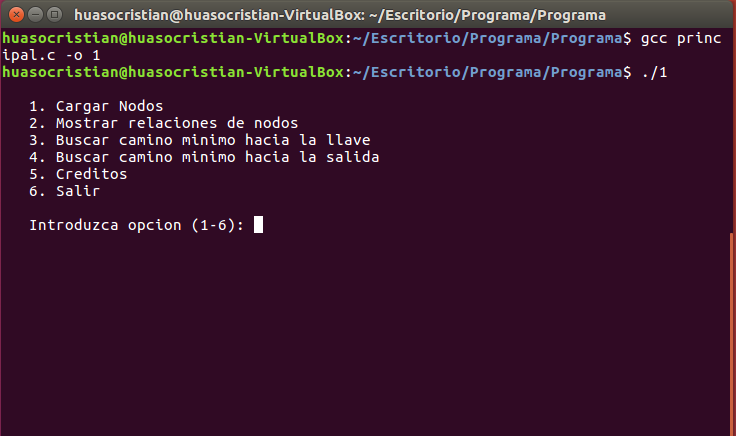 huasocristian@huasocristian-VirtualBox: ~/Escritorio/Programa/Programa
huasocristian@huasocristian-VirtualBox:~/Escritorio/Programa/Programa$ gcc princ
ipal.c -o 1
huasocristian@huasocristian-VirtualBox:~/Escritorio/Programa/Programa$ ./1
1. Cargar Nodos
2. Mostrar relaciones de nodos
3. Buscar camino minimo hacia la llave
4. Buscar camino minimo hacia la salida
5. Creditos
6. Salir
Introduzca opcion (1-6):